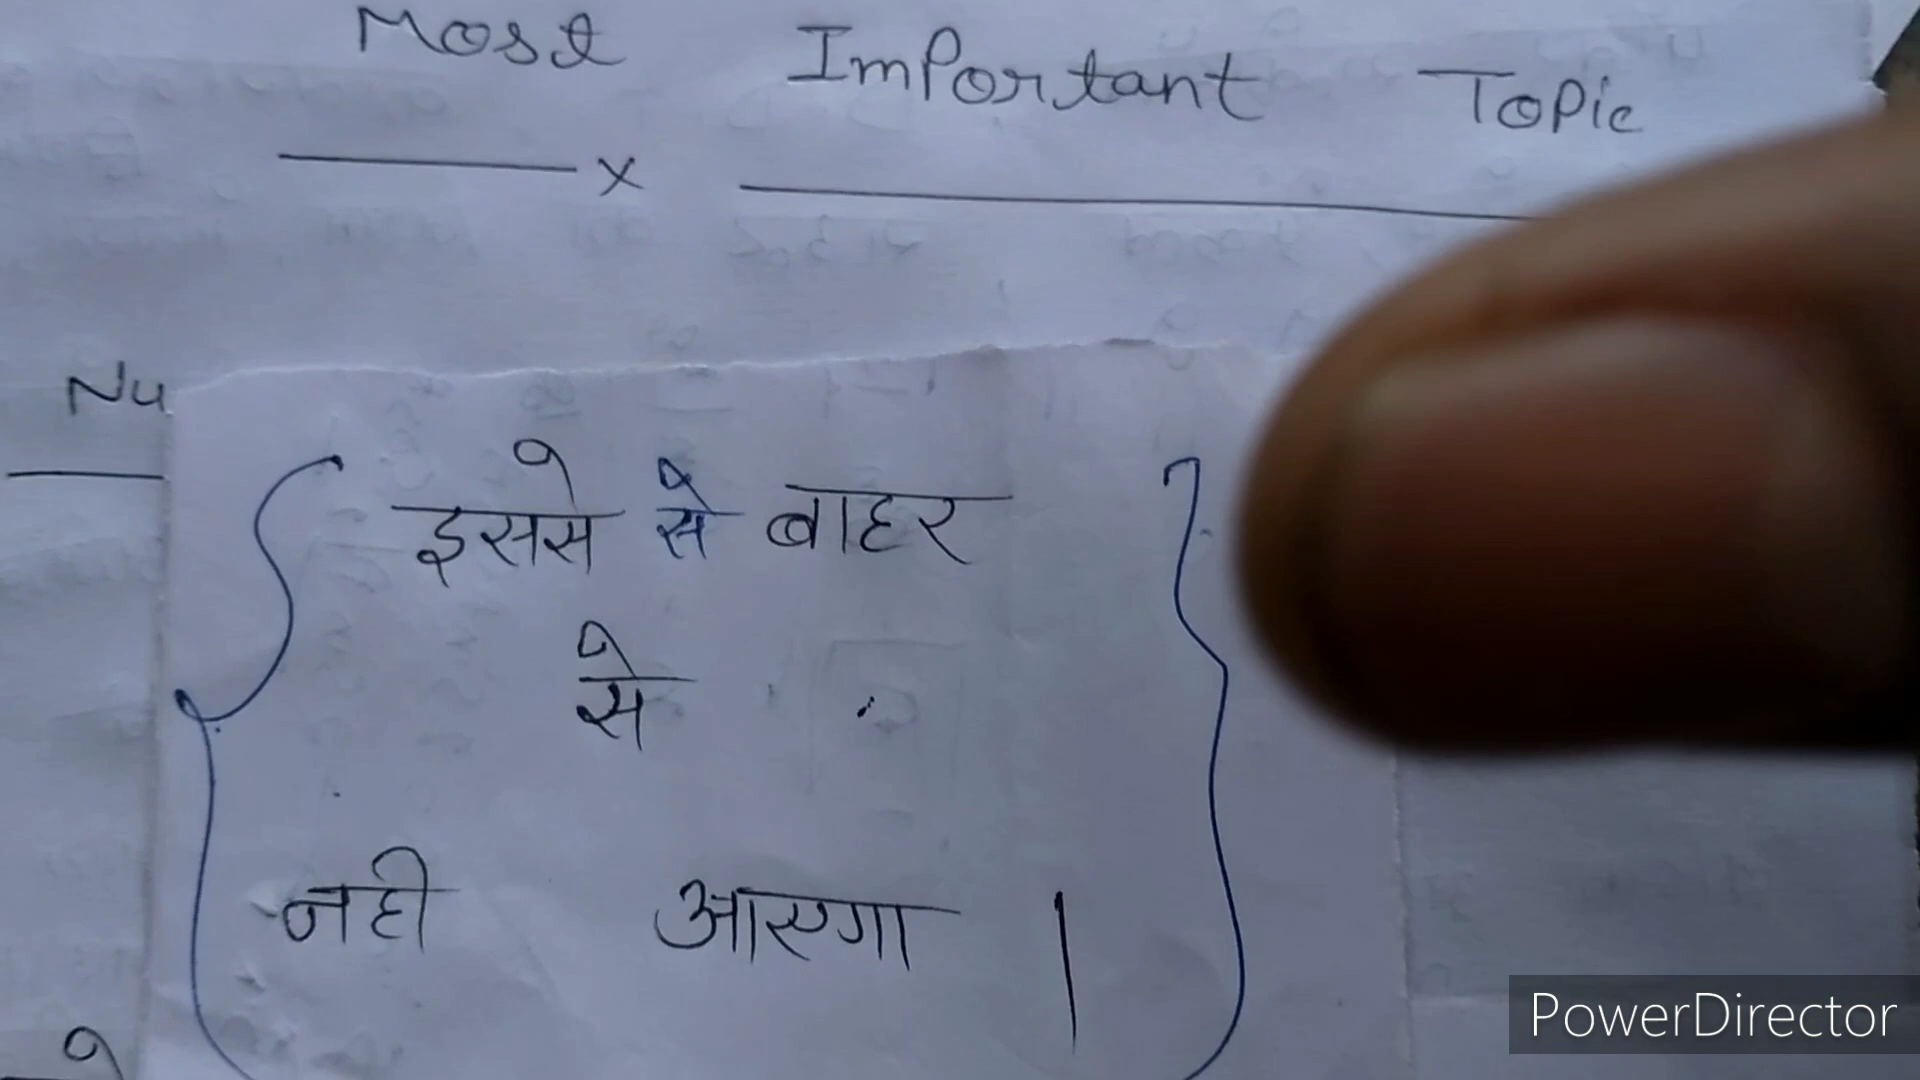 Most Important Topic
x
Nu
इससे से बाहर
से
नही आएगा ।
PowerDirector